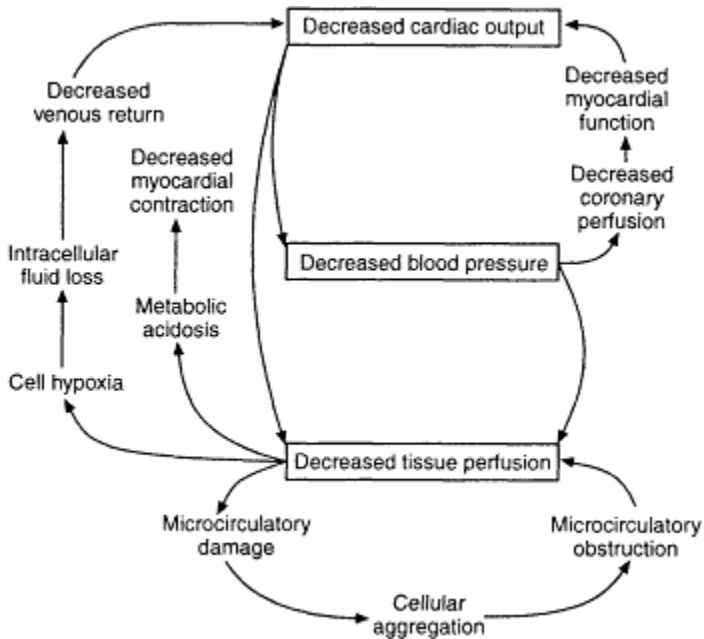 Decreased cardiac output
Decreased
venous return
Decreased
myocardial
function
Decreased
myocardial
contraction
Decreased
coronary
perfusion
Intracellular
fluid loss
Decreased blood pressure
Metabolic
acidosis
Cell hypoxia
Decreased tissue perfusion
Microcirculatory
damage
Microcirculatory
obstruction
Cellular
aggregation